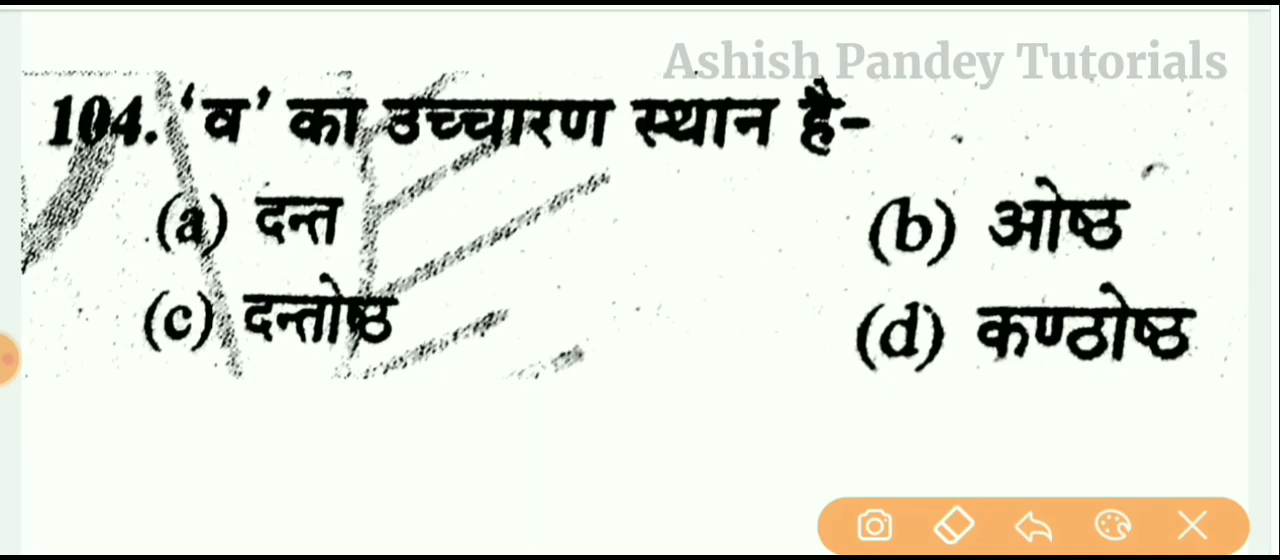 Ashish Pandey Tutorials
104. 'व' का उच्चारण स्थान है-
(a) दन्त (b) ओष्ठ
(c) दन्तोष्ठ (d) कण्ठोष्ठ